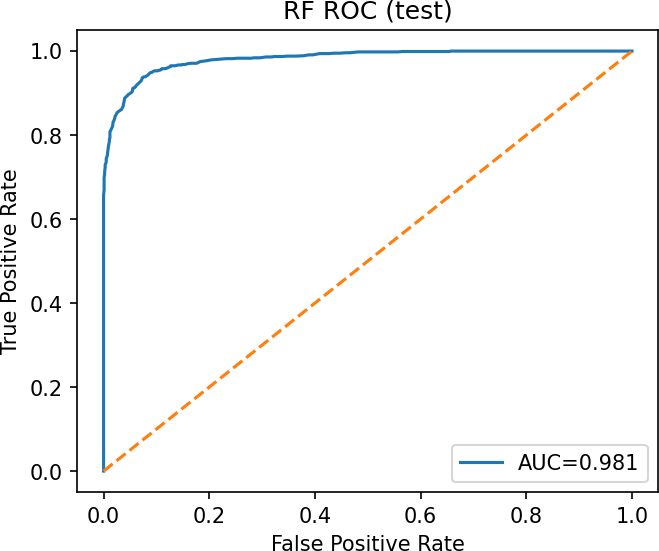 RF ROC (test)
1.0
0.8
0.6
0.4
0.2
0.0
True Positive Rate
AUC=0.981
0.0 0.2 0.4 0.6 0.8 1.0
False Positive Rate